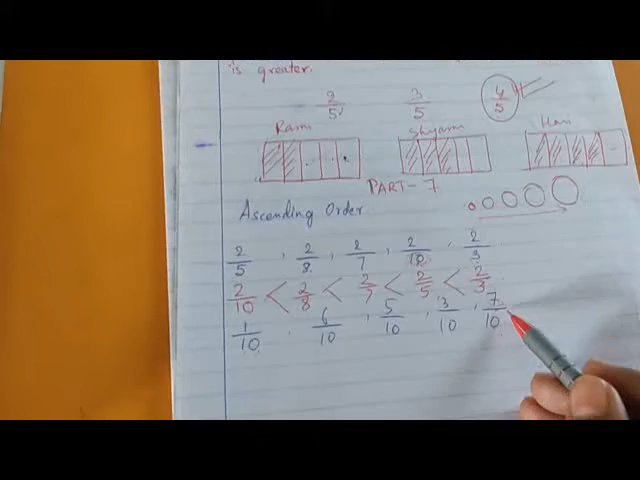 is greater.
2/5 3/5 4/5
Ram Shyam Hari
PART-7
Ascending Order
2/5 , 2/8 , 2/7 , 2/10 , 2/3
2/10 < 2/8 < 2/7 < 2/5 < 2/3
1/10 , 6/10 , 5/10 , 3/10 , 7/10